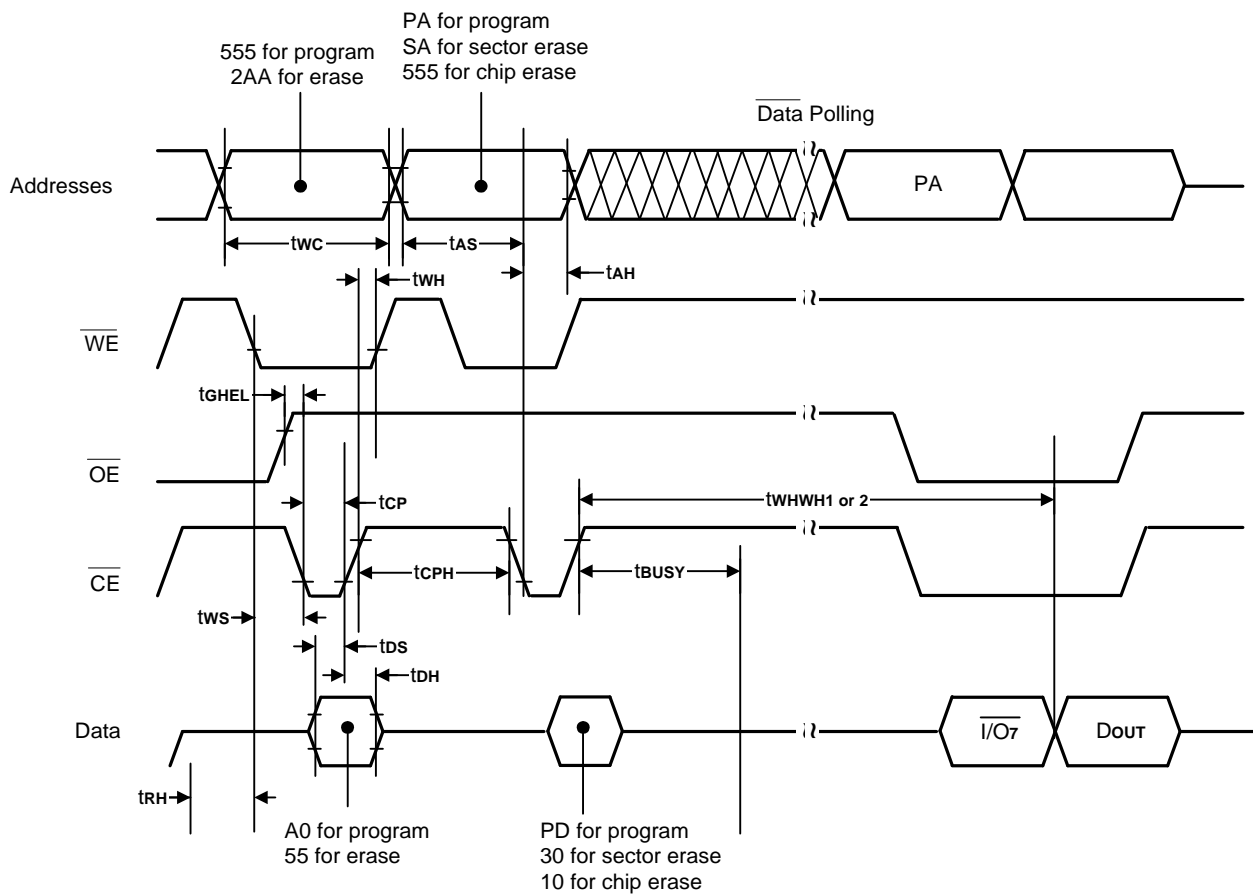 555 for program
2AA for erase
PA for program
SA for sector erase
555 for chip erase
Data Polling
Addresses
PA
tWC
tAS
tAH
tWH
WE
tGHEL
OE
tCP
tWHWH1 or 2
CE
tCPH
tBUSY
tWS
tDS
tDH
Data
I/O7
DOUT
tRH
A0 for program
55 for erase
PD for program
30 for sector erase
10 for chip erase